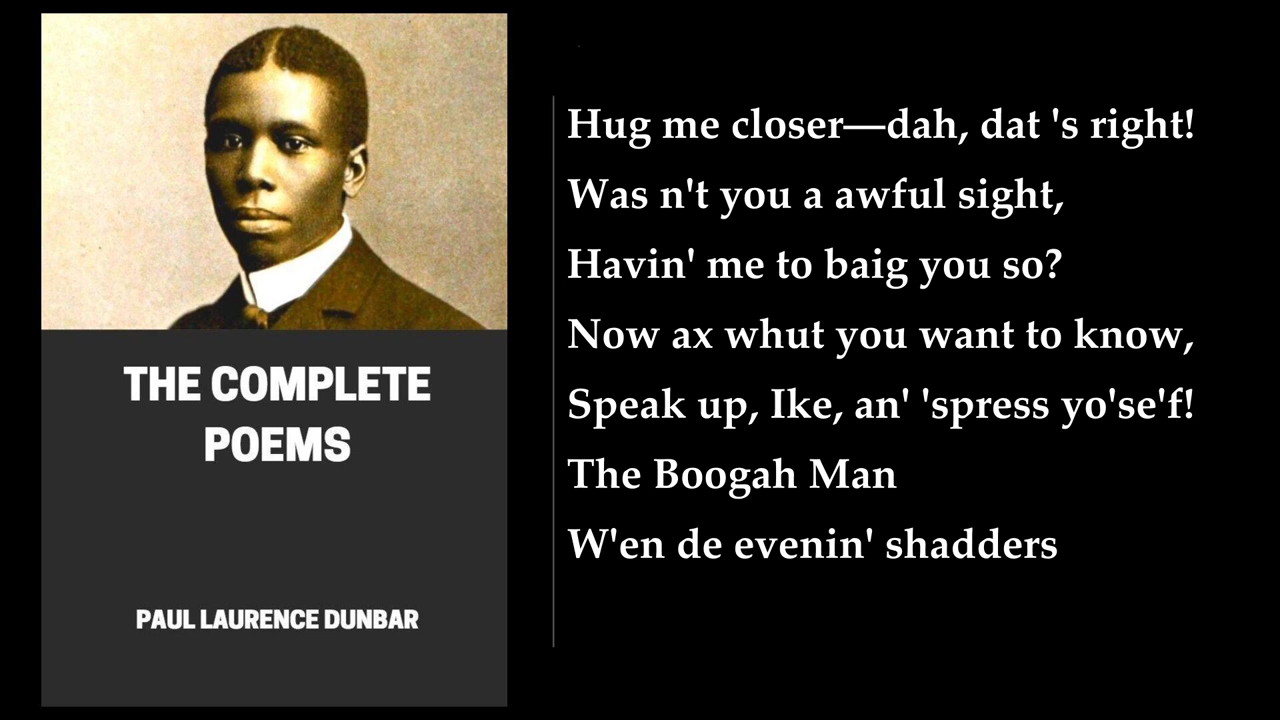 THE COMPLETE
POEMS
PAUL LAURENCE DUNBAR
Hug me closer—dah, dat 's right!
Was n't you a awful sight,
Havin' me to baig you so?
Now ax whut you want to know,
Speak up, Ike, an' 'spress yo'se'f!
The Boogah Man
W'en de evenin' shadders